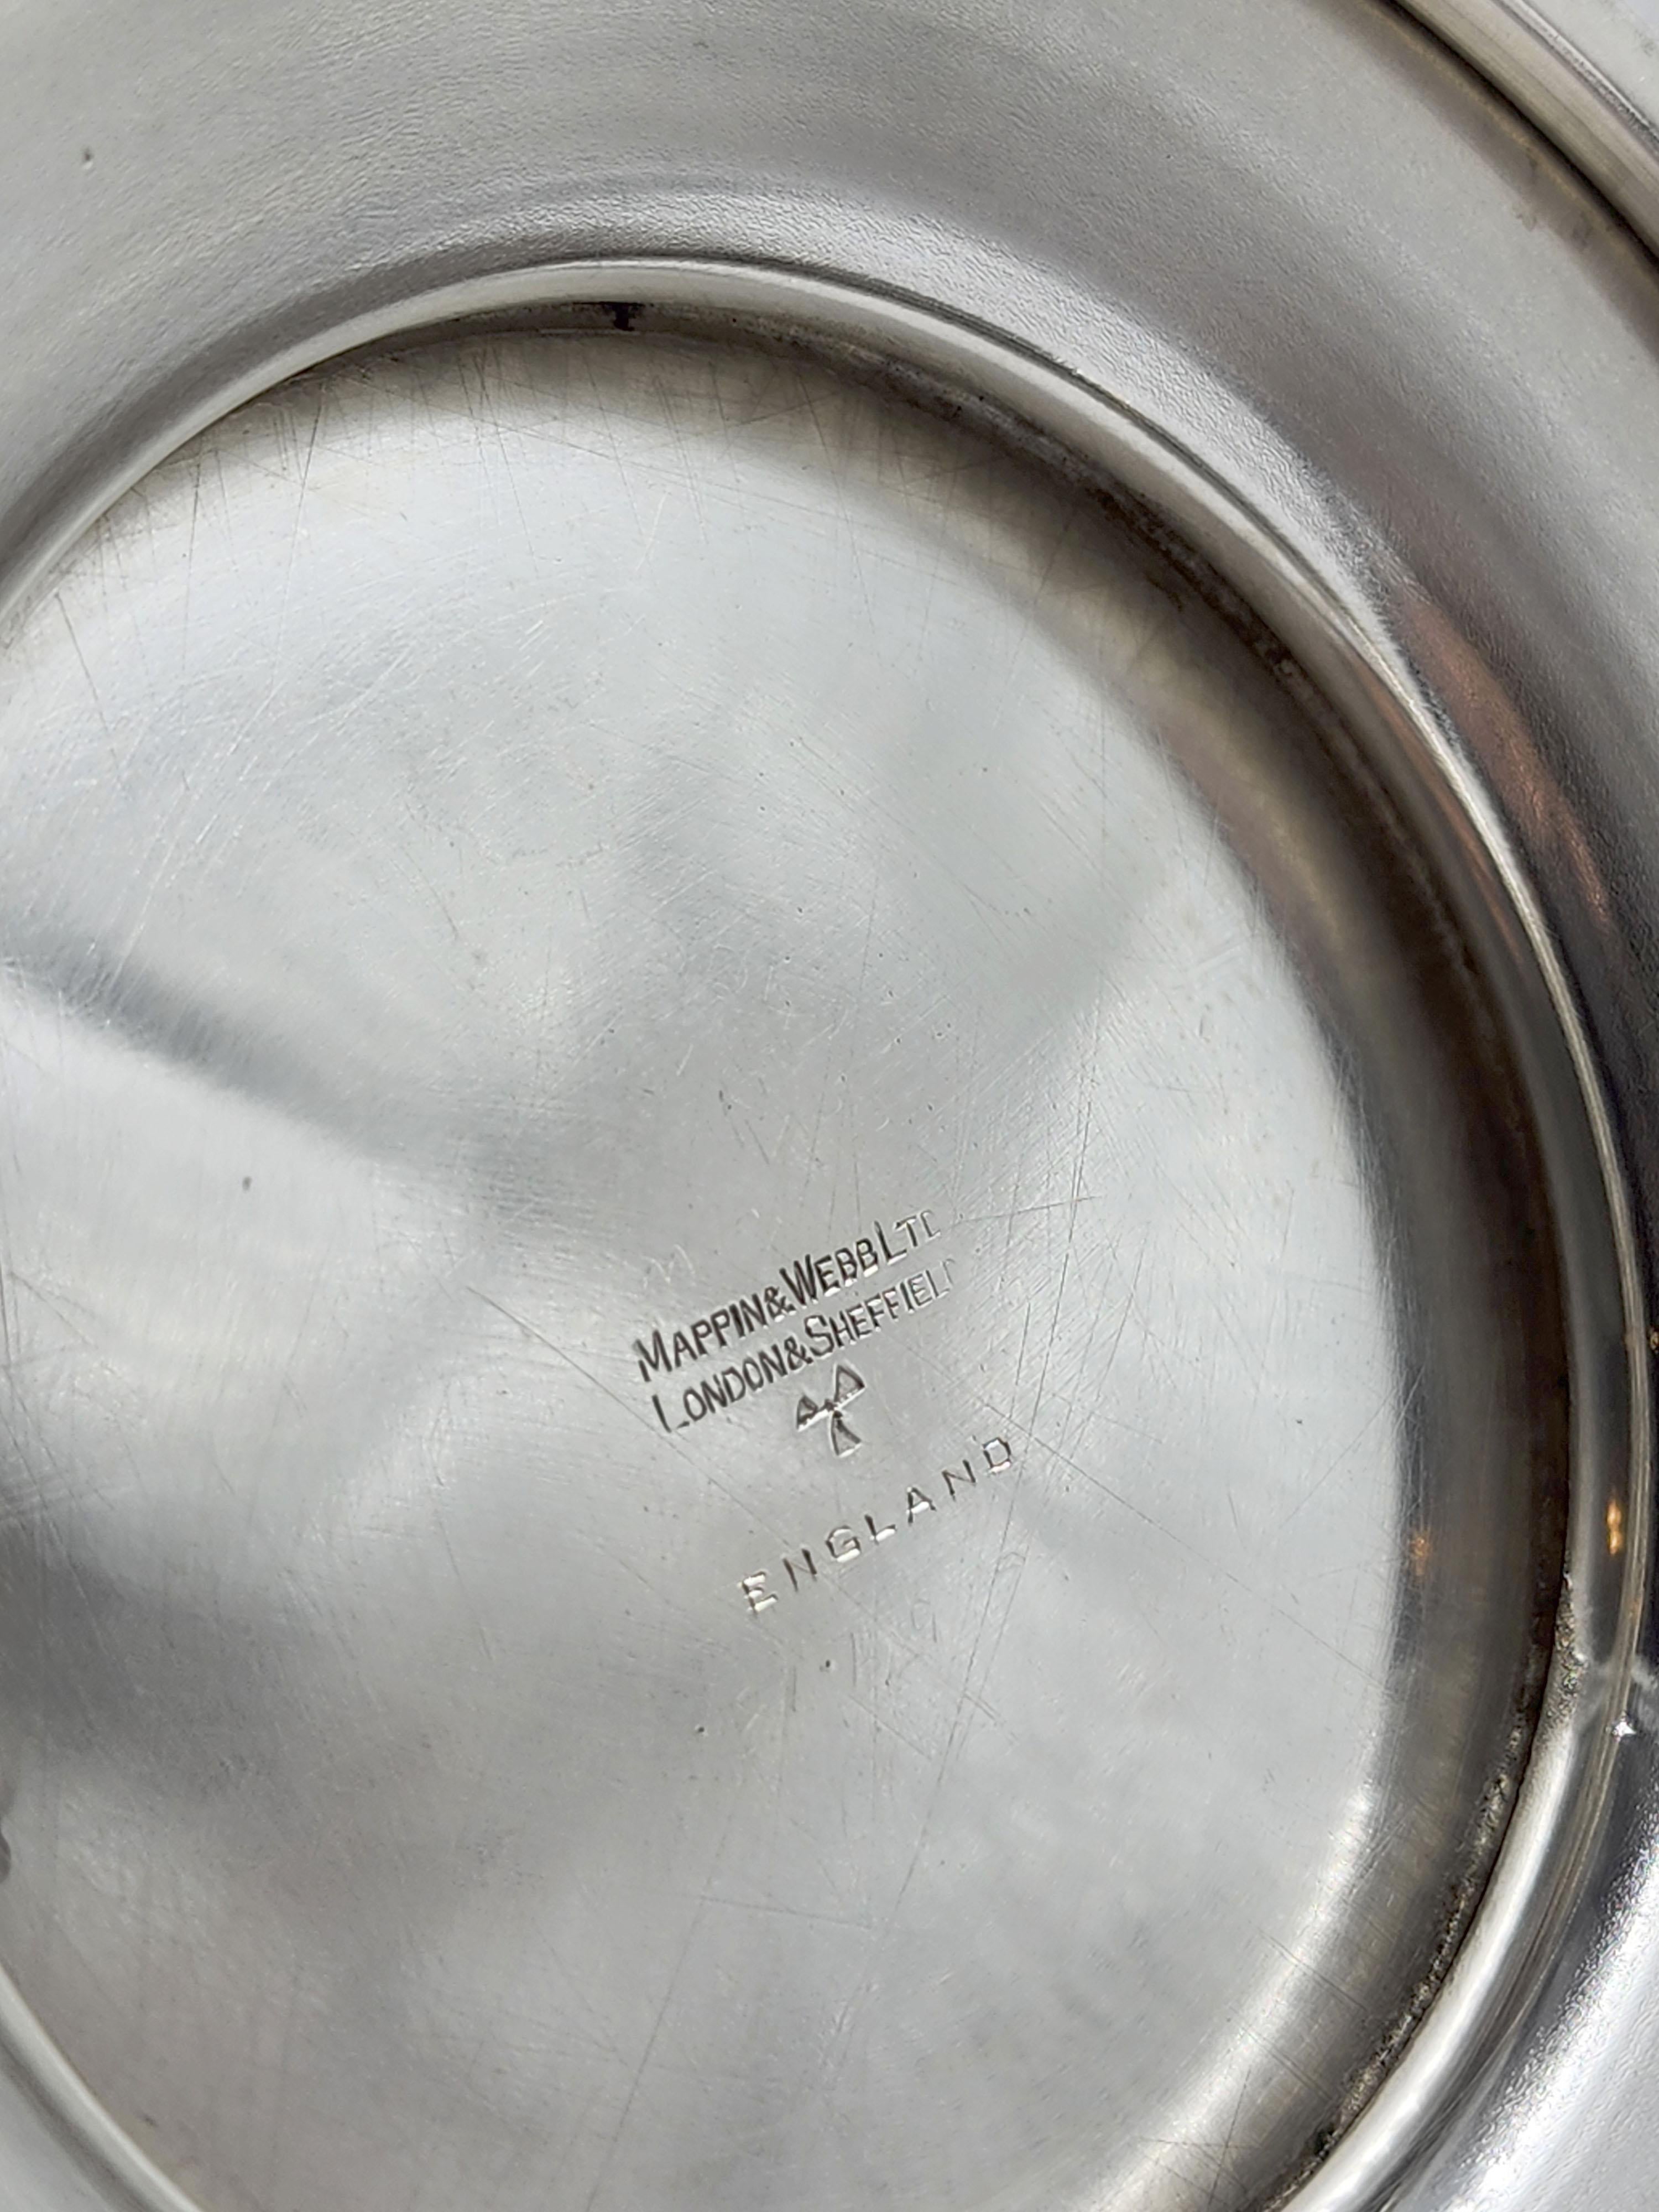 MAPPIN & WEBB LTD
LONDON & SHEFFIELD
ENGLAND